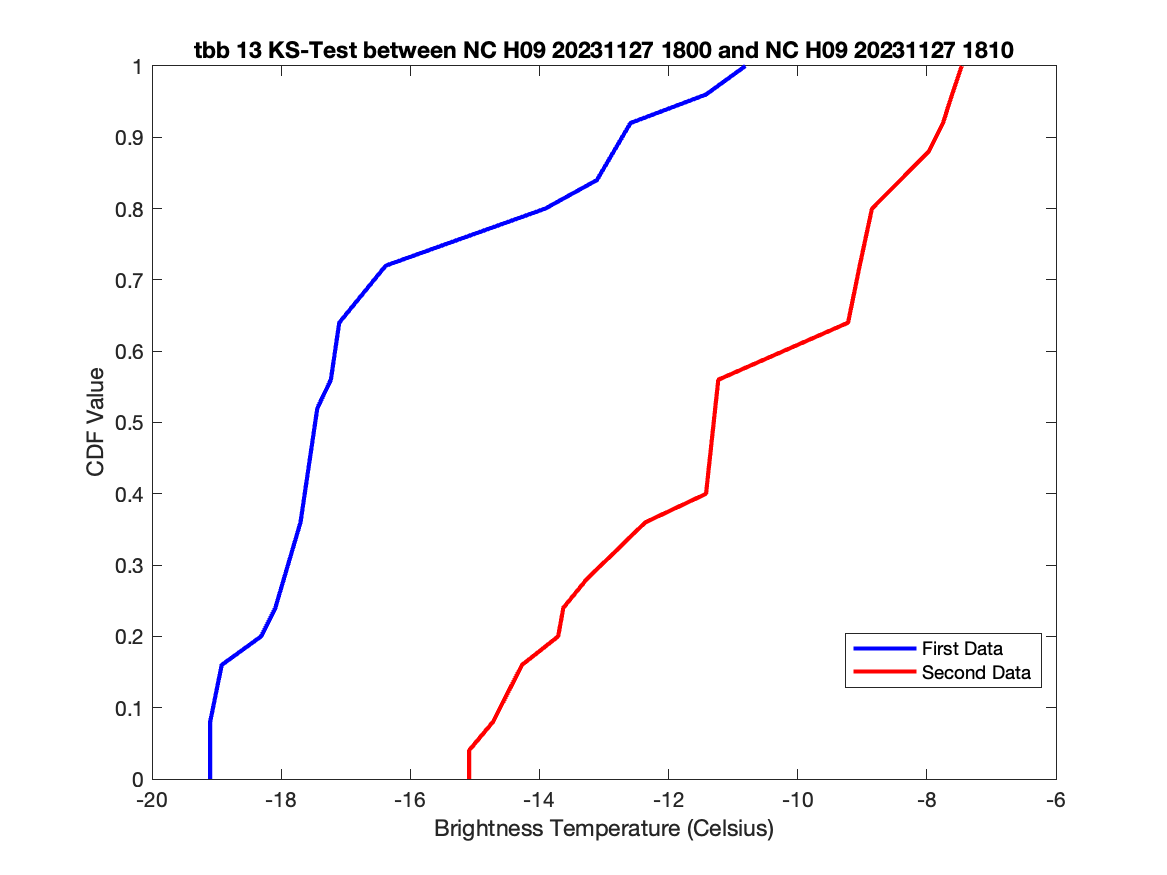 tbb 13 KS-Test between NC H09 20231127 1800 and NC H09 20231127 1810
1
0.9
0.8
0.7
0.6
0.5
0.4
0.3
0.2
0.1
0
CDF Value
First Data
Second Data
-20 -18 -16 -14 -12 -10 -8 -6
Brightness Temperature (Celsius)